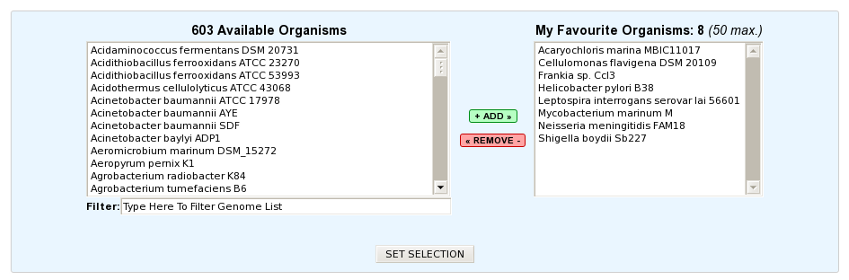 603 Available Organisms
Acidaminococcus fermentans DSM 20731
Acidithiobacillus ferrooxidans ATCC 23270
Acidithiobacillus ferrooxidans ATCC 53993
Acidothermus cellulolyticus ATCC 43068
Acinetobacter baumannii ATCC 17978
Acinetobacter baumannii AYE
Acinetobacter baumannii SDF
Acinetobacter baylyi ADP1
Aeromicrobium marinum DSM_15272
Aeropyrum pernix K1
Agrobacterium radiobacter K84
Agrobacterium tumefaciens B6
Filter: Type Here To Filter Genome List
+ ADD »
« REMOVE -
My Favourite Organisms: 8 (50 max.)
Acaryochloris marina MBIC11017
Cellulomonas flavigena DSM 20109
Frankia sp. CcI3
Helicobacter pylori B38
Leptospira interrogans serovar lai 56601
Mycobacterium marinum M
Neisseria meningitidis FAM18
Shigella boydii Sb227
SET SELECTION